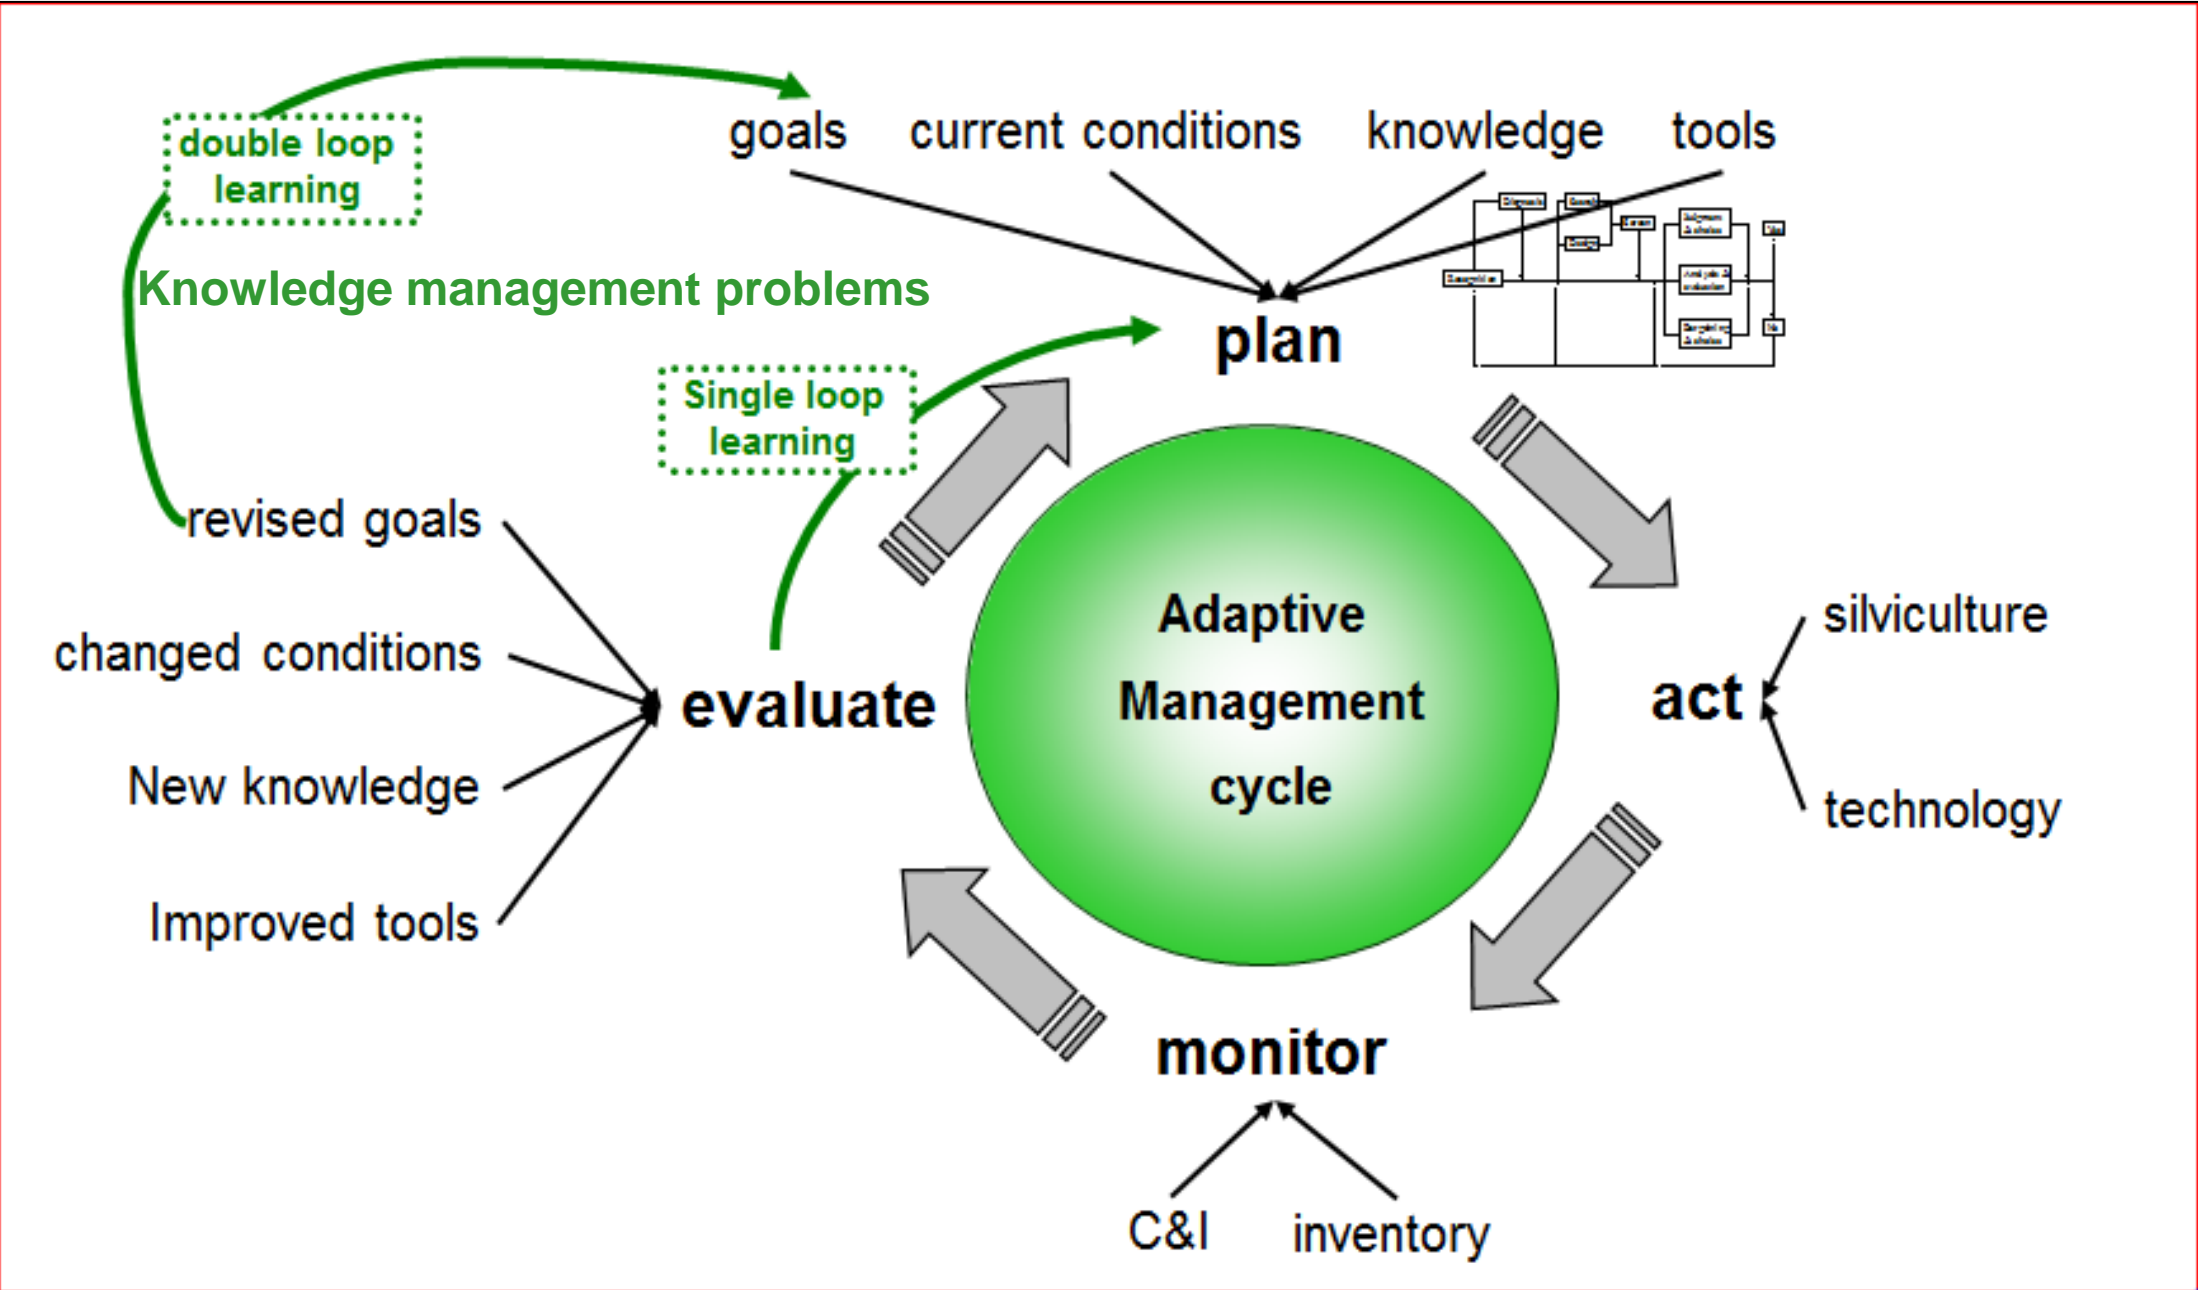 double loop
learning
goals current conditions knowledge tools
Knowledge management problems
plan
Single loop
learning
revised goals
changed conditions
New knowledge
Improved tools
evaluate
Adaptive
Management
cycle
act
silviculture
technology
monitor
C&I inventory